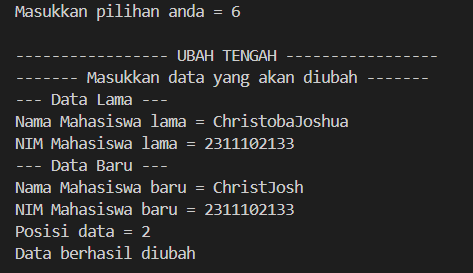 Masukkan pilihan anda = 6
----------------- UBAH TENGAH -----------------
------- Masukkan data yang akan diubah -------
--- Data Lama ---
Nama Mahasiswa lama = ChristobaJoshua
NIM Mahasiswa lama = 2311102133
--- Data Baru ---
Nama Mahasiswa baru = ChristJosh
NIM Mahasiswa baru = 2311102133
Posisi data = 2
Data berhasil diubah